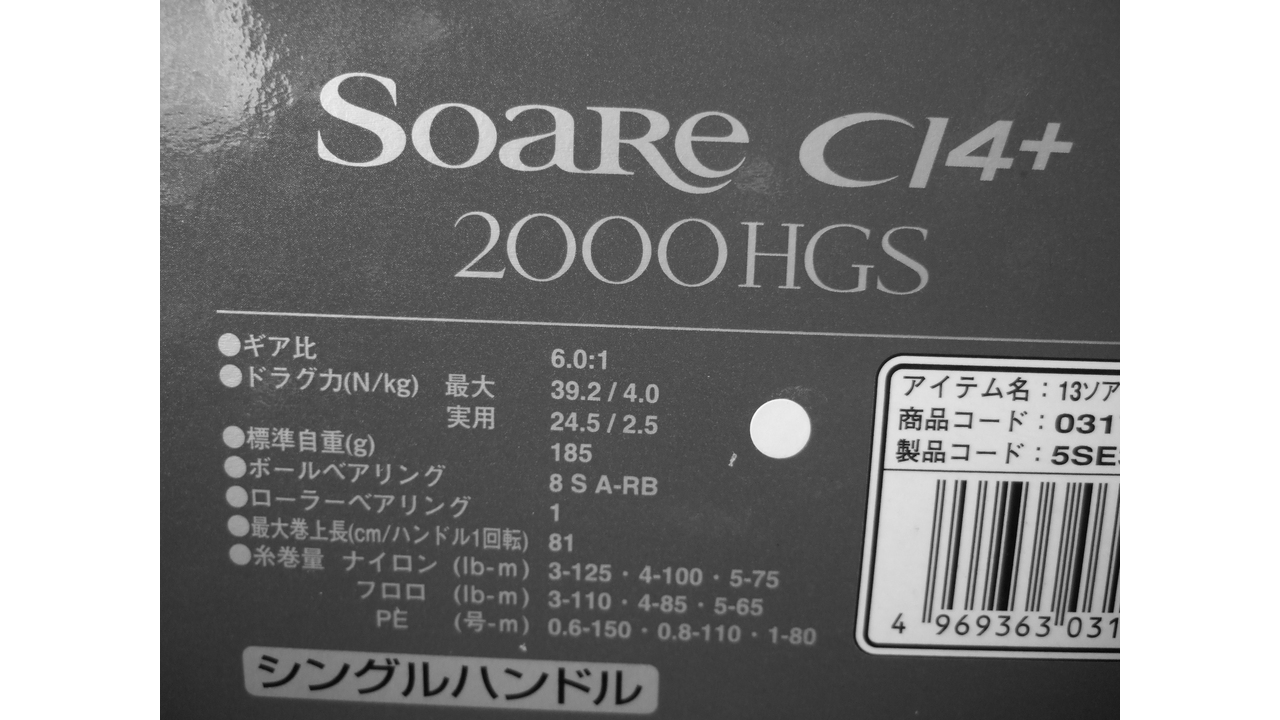 Soare CI4+
2000HGS
●ギア比 6.0:1
●ドラグ力(N/kg) 最大 39.2 / 4.0
実用 24.5 / 2.5
●標準自重(g) 185
●ボールベアリング 8 S A-RB
●ローラーベアリング 1
●最大巻上長(cm/ハンドル1回転) 81
●糸巻量 ナイロン (lb-m) 3-125・4-100・5-75
フロロ (lb-m) 3-110・4-85・5-65
PE (号-m) 0.6-150・0.8-110・1-80
シングルハンドル
アイテム名：13ソア
商品コード：031
製品コード：5SE
4 969363 031